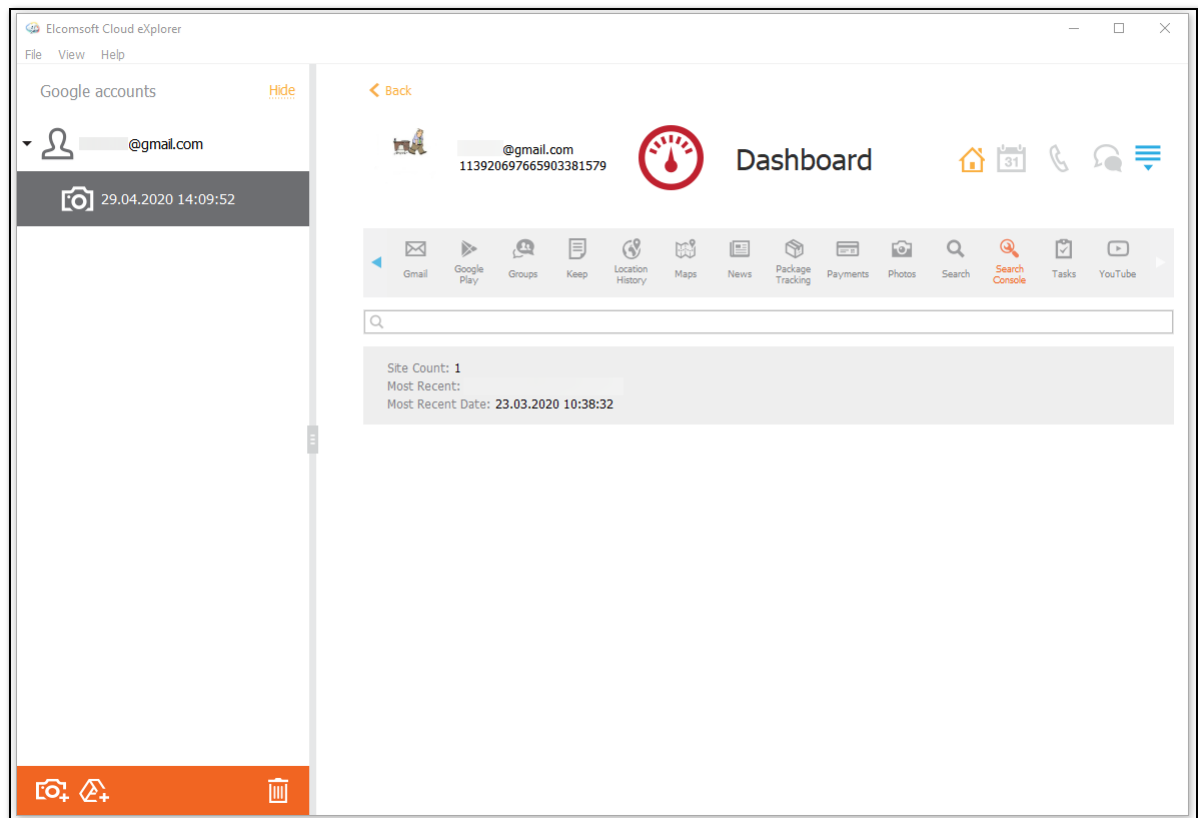 Elcomsoft Cloud eXplorer
File View Help
Google accounts Hide
@gmail.com
29.04.2020 14:09:52
Back
@gmail.com
113920697665903381579
Dashboard
31
Gmail
Google Play
Groups
Keep
Location History
Maps
News
Package Tracking
Payments
Photos
Search
Search Console
Tasks
YouTube
Site Count: 1
Most Recent:
Most Recent Date: 23.03.2020 10:38:32